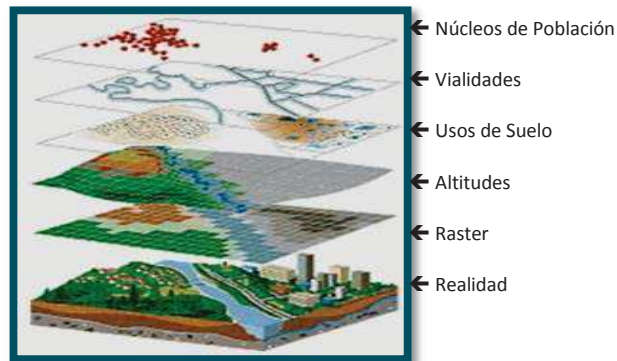 Núcleos de Población
Vialidades
Usos de Suelo
Altitudes
Raster
Realidad